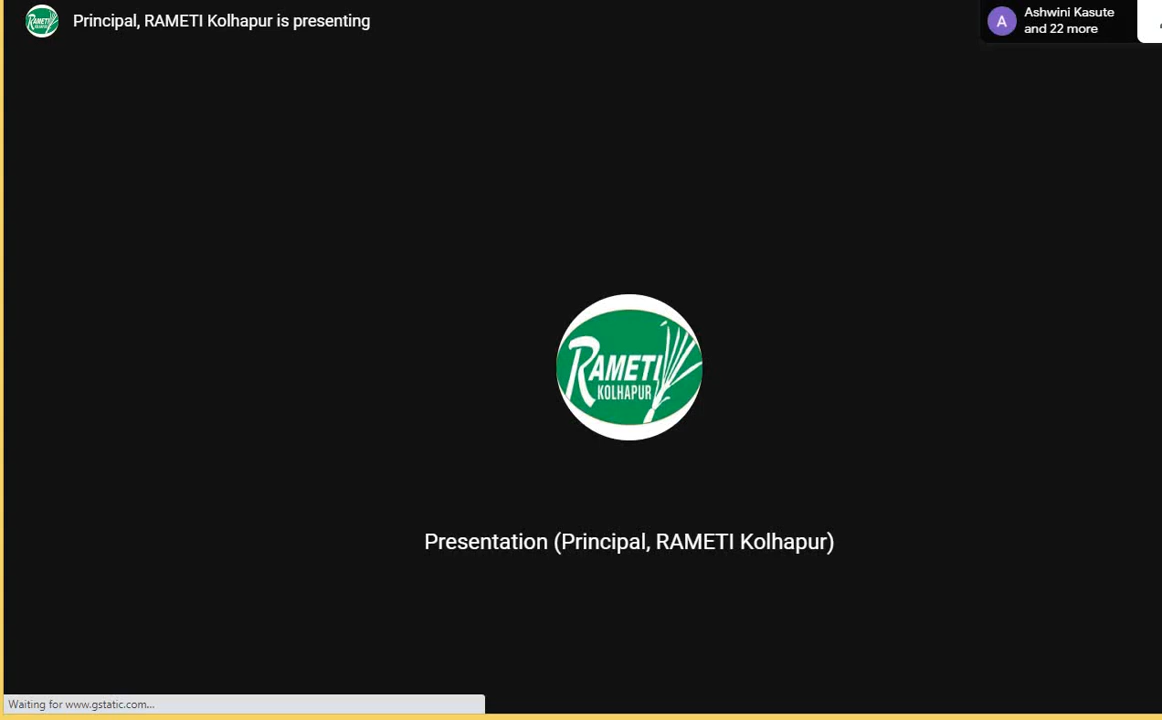 Principal, RAMETI Kolhapur is presenting
Ashwini Kasute
and 22 more
A
RAMETI
KOLHAPUR
Presentation (Principal, RAMETI Kolhapur)
Waiting for www.gstatic.com...